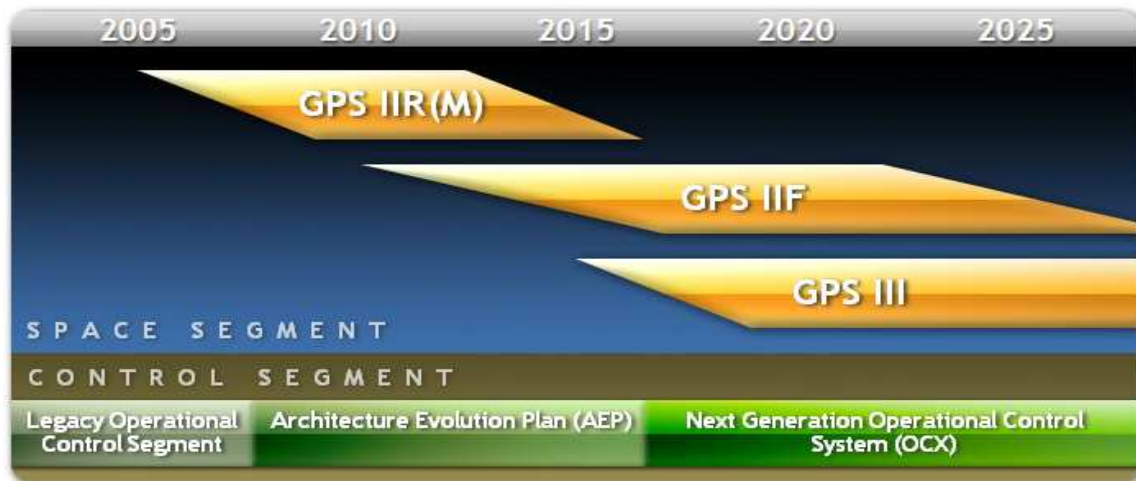 2005 2010 2015 2020 2025
GPS IIR(M)
GPS IIF
GPS III
SPACE SEGMENT
CONTROL SEGMENT
Legacy Operational
Control Segment
Architecture Evolution Plan (AEP)
Next Generation Operational Control
System (OCX)